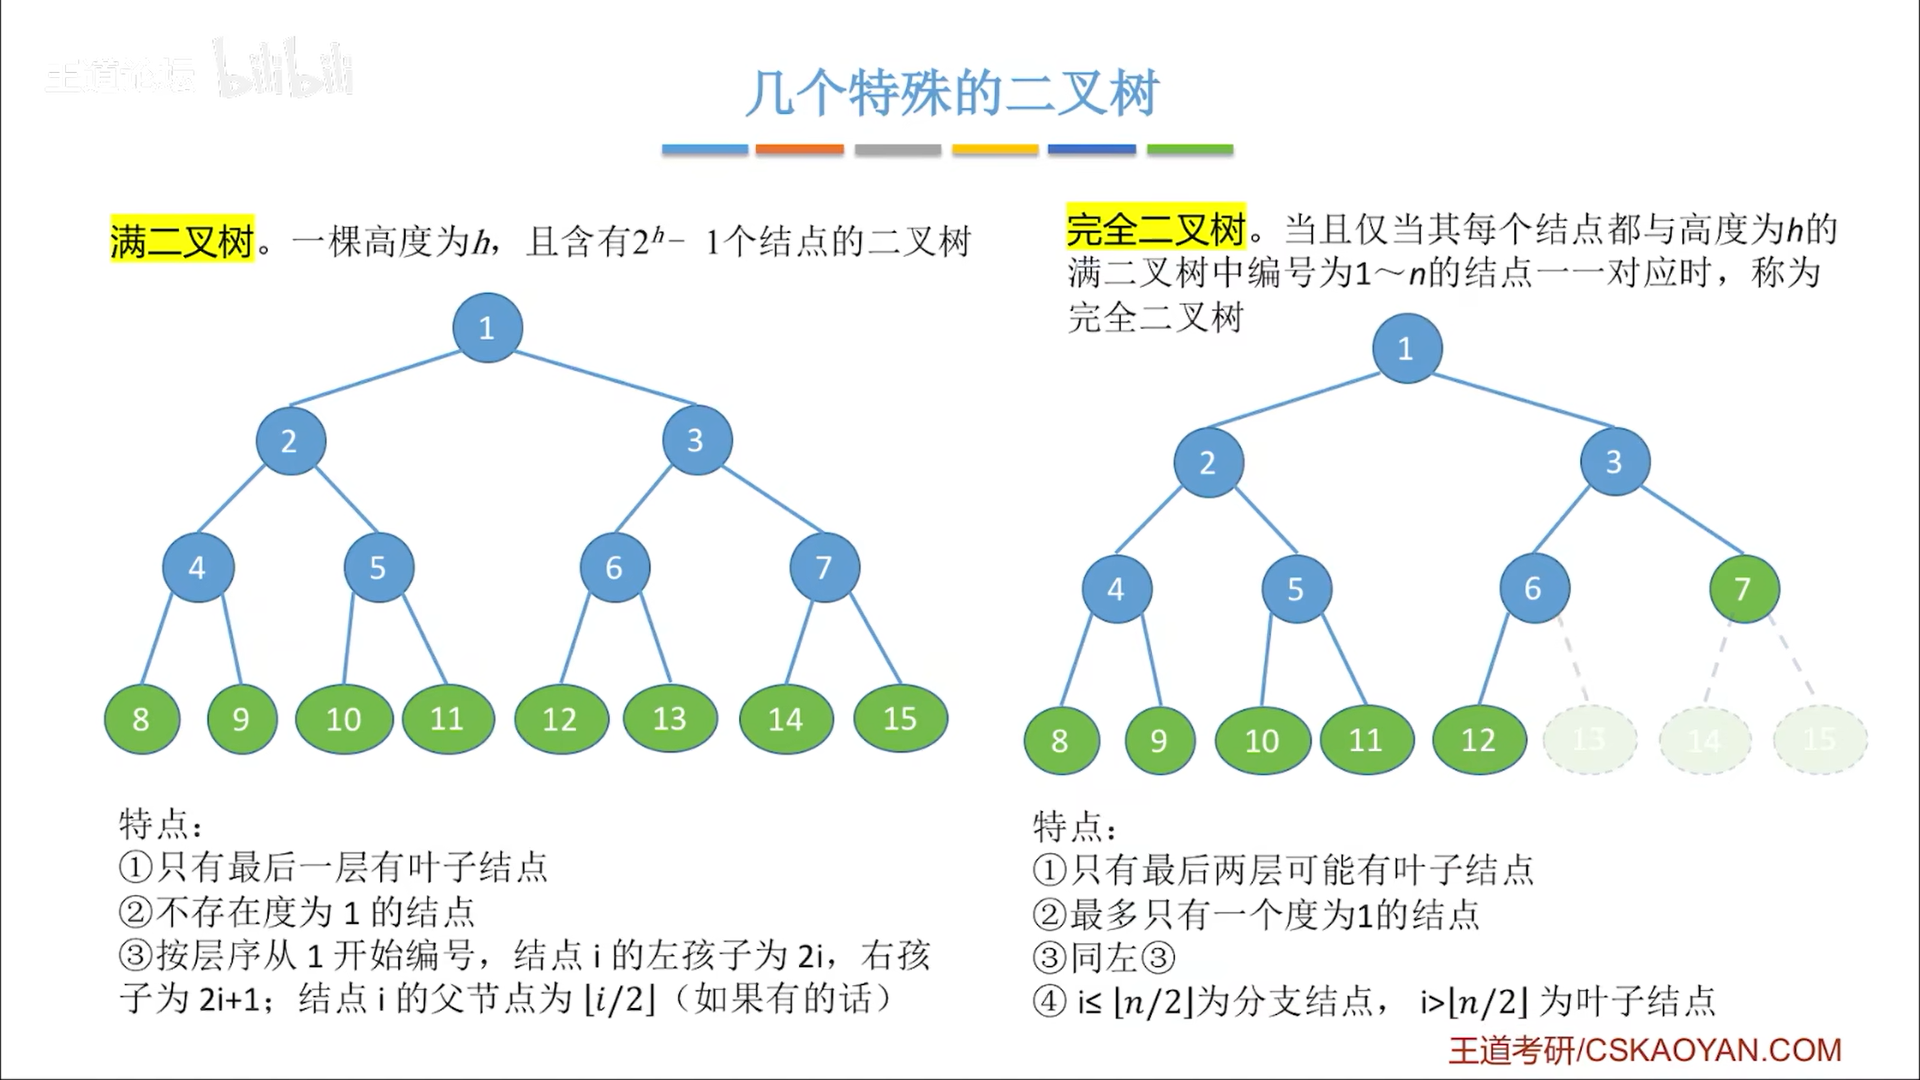 王道论坛 bilibili
几个特殊的二叉树
满二叉树。一棵高度为h，且含有2^h − 1个结点的二叉树
1
2 3
4 5 6 7
8 9 10 11 12 13 14 15
特点：
①只有最后一层有叶子结点
②不存在度为 1 的结点
③按层序从 1 开始编号，结点 i 的左孩子为 2i，右孩
子为 2i+1；结点 i 的父节点为 ⌊i/2⌋（如果有的话）
完全二叉树。当且仅当其每个结点都与高度为h的
满二叉树中编号为1～n的结点一一对应时，称为
完全二叉树
1
2 3
4 5 6 7
8 9 10 11 12 13 14 15
特点：
①只有最后两层可能有叶子结点
②最多只有一个度为1的结点
③同左③
④ i≤ ⌊n/2⌋为分支结点， i>⌊n/2⌋ 为叶子结点
王道考研/CSKAOYAN.COM